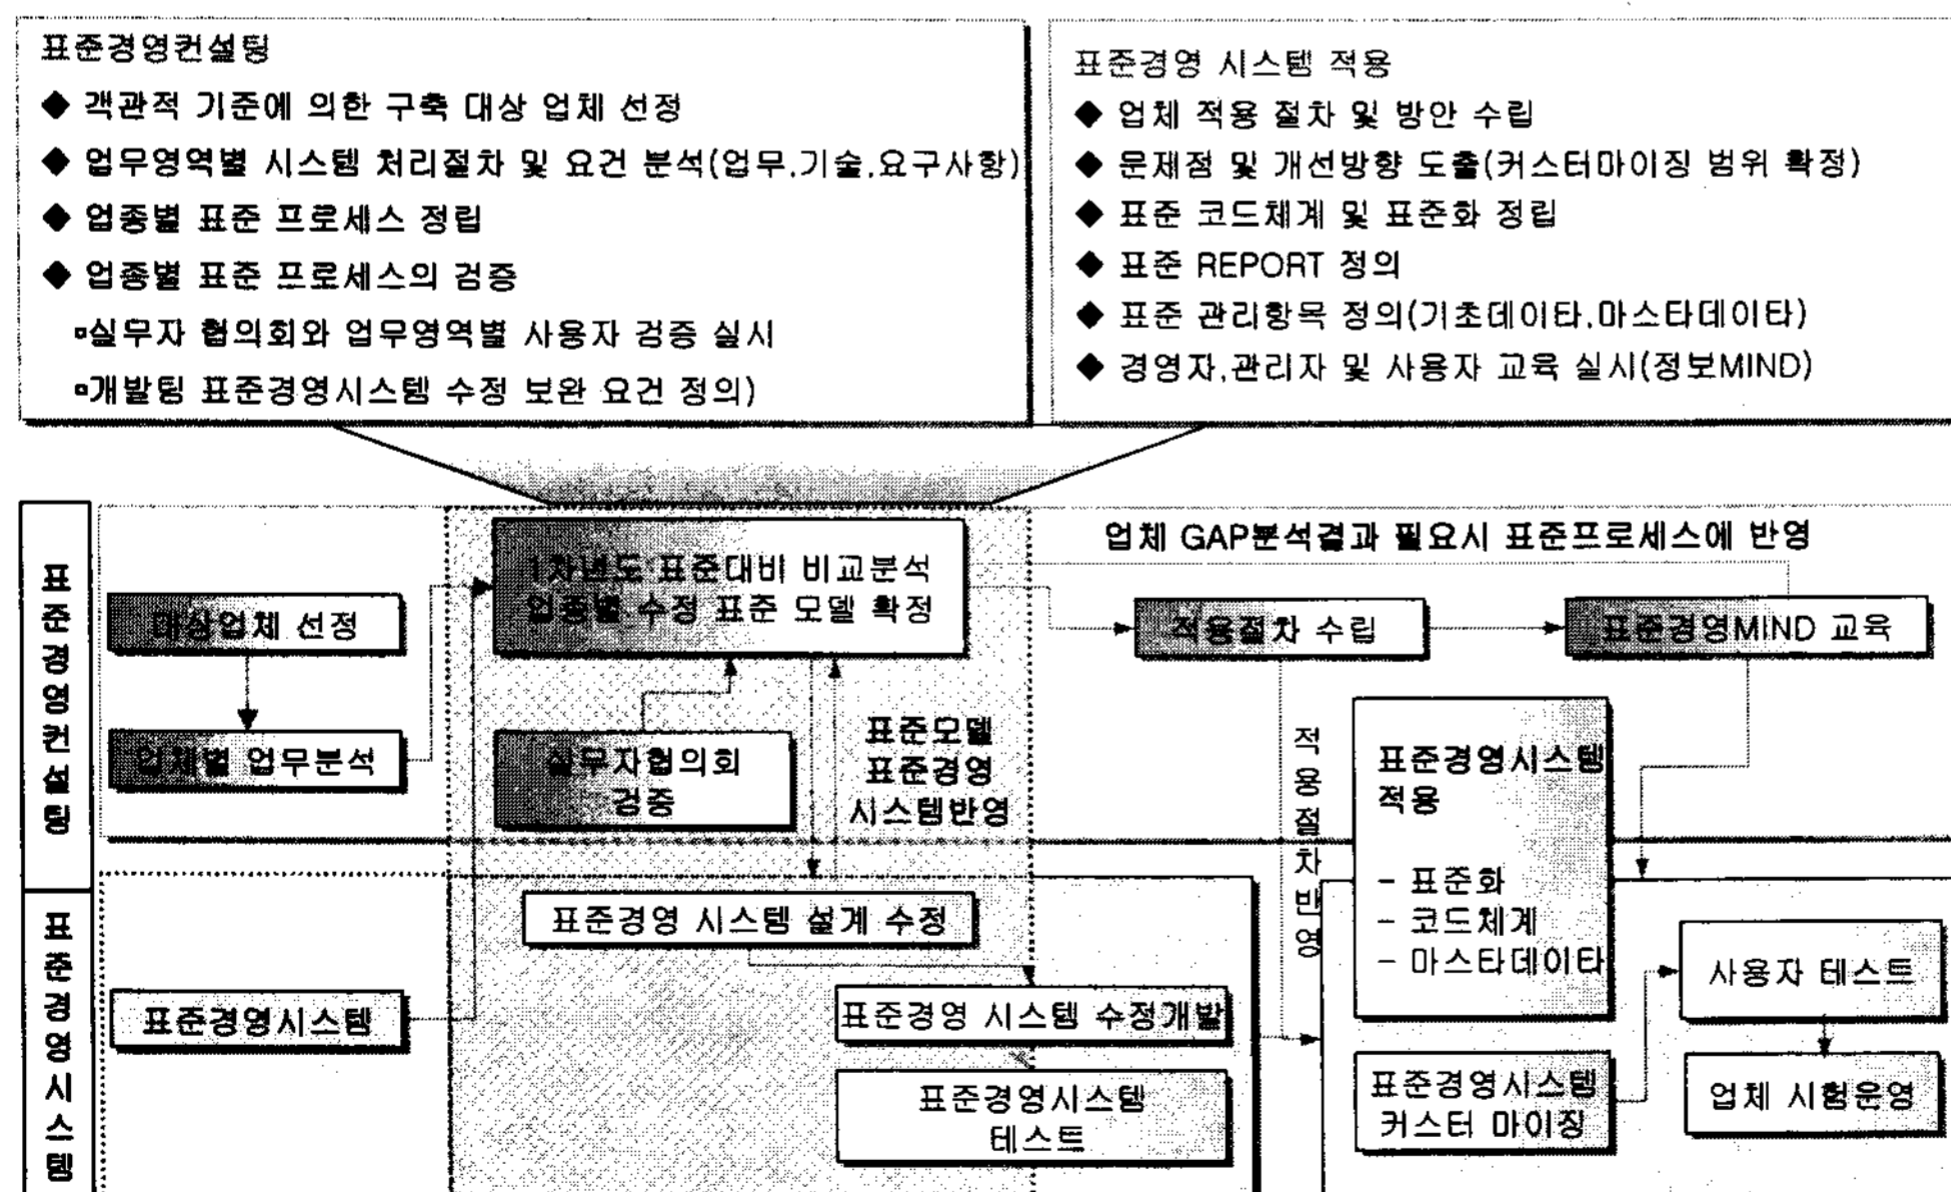 표준경영컨설팅
◆ 객관적 기준에 의한 구축 대상 업체 선정
◆ 업무영역별 시스템 처리절차 및 요건 분석(업무,기술,요구사항)
◆ 업종별 표준 프로세스 정립
◆ 업종별 표준 프로세스의 검증
▫실무자 협의회와 업무영역별 사용자 검증 실시
▫개발팀 표준경영시스템 수정 보완 요건 정의)
표준경영 시스템 적용
◆ 업체 적용 절차 및 방안 수립
◆ 문제점 및 개선방향 도출(커스터마이징 범위 확정)
◆ 표준 코드체계 및 표준화 정립
◆ 표준 REPORT 정의
◆ 표준 관리항목 정의(기초데이타,마스타데이타)
◆ 경영자,관리자 및 사용자 교육 실시(정보MIND)
표준경영컨설팅
대상업체 선정
업체별 업무분석
1차년도 표준대비 비교분석
업종별 수정 표준 모델 확정
실무자협의회
검증
표준모델
표준경영
시스템반영
업체 GAP분석결과 필요시 표준프로세스에 반영
적용절차 수립
표준경영MIND 교육
적용절차반영
표준경영시스템
적용
- 표준화
- 코드체계
- 마스타데이타
표준경영시스템
표준경영시스템
표준경영 시스템 설계 수정
표준경영 시스템 수정개발
표준경영시스템
테스트
표준경영시스템
커스터 마이징
사용자 테스트
업체 시험운영